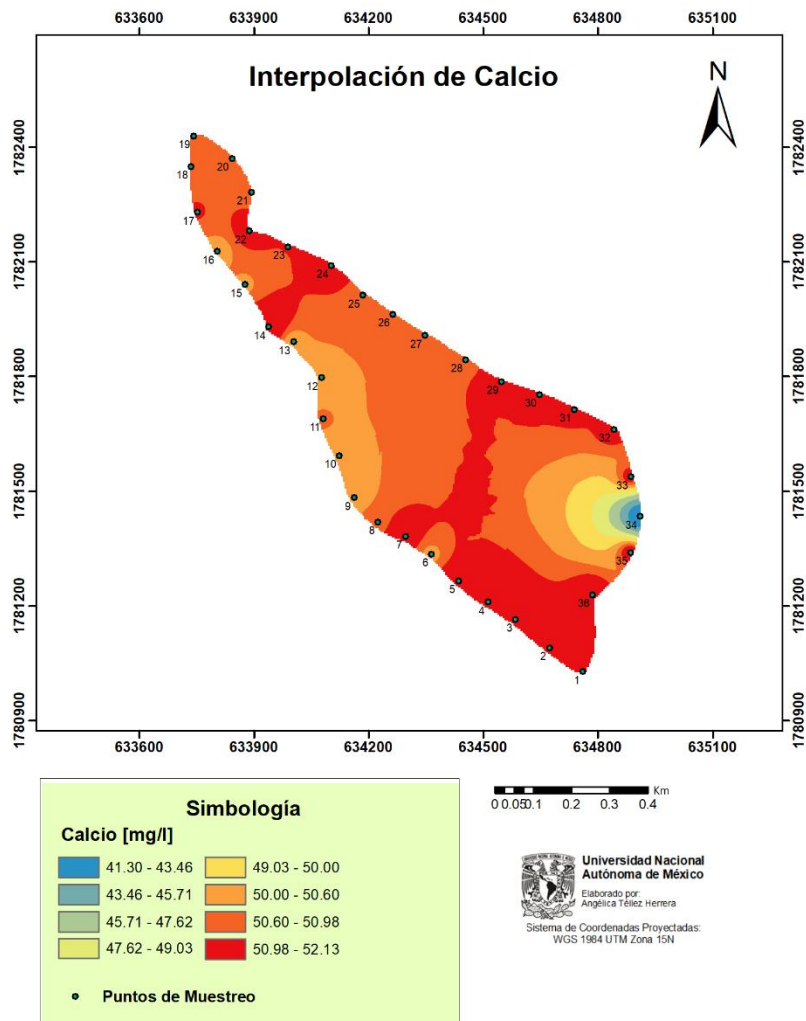 633600 633900 634200 634500 634800 635100
Interpolación de Calcio
N
1782400
1782100
1781800
1781500
1781200
1780900
1782400
1782100
1781800
1781500
1781200
1780900
19
20
18
21
17
22
23
16
24
15
25
14
26
13
27
12
28
29
30
11
31
32
10
33
9
34
8
7
6
35
5
36
4
3
2
1
633600 633900 634200 634500 634800 635100
Simbología
Calcio [mg/l]
41.30 - 43.46 49.03 - 50.00
43.46 - 45.71 50.00 - 50.60
45.71 - 47.62 50.60 - 50.98
47.62 - 49.03 50.98 - 52.13
Puntos de Muestreo
Km
0 0.05 0.1 0.2 0.3 0.4
Universidad Nacional
Autónoma de México
Elaborado por:
Angélica Téllez Herrera
Sistema de Coordenadas Proyectadas:
WGS 1984 UTM Zona 15N